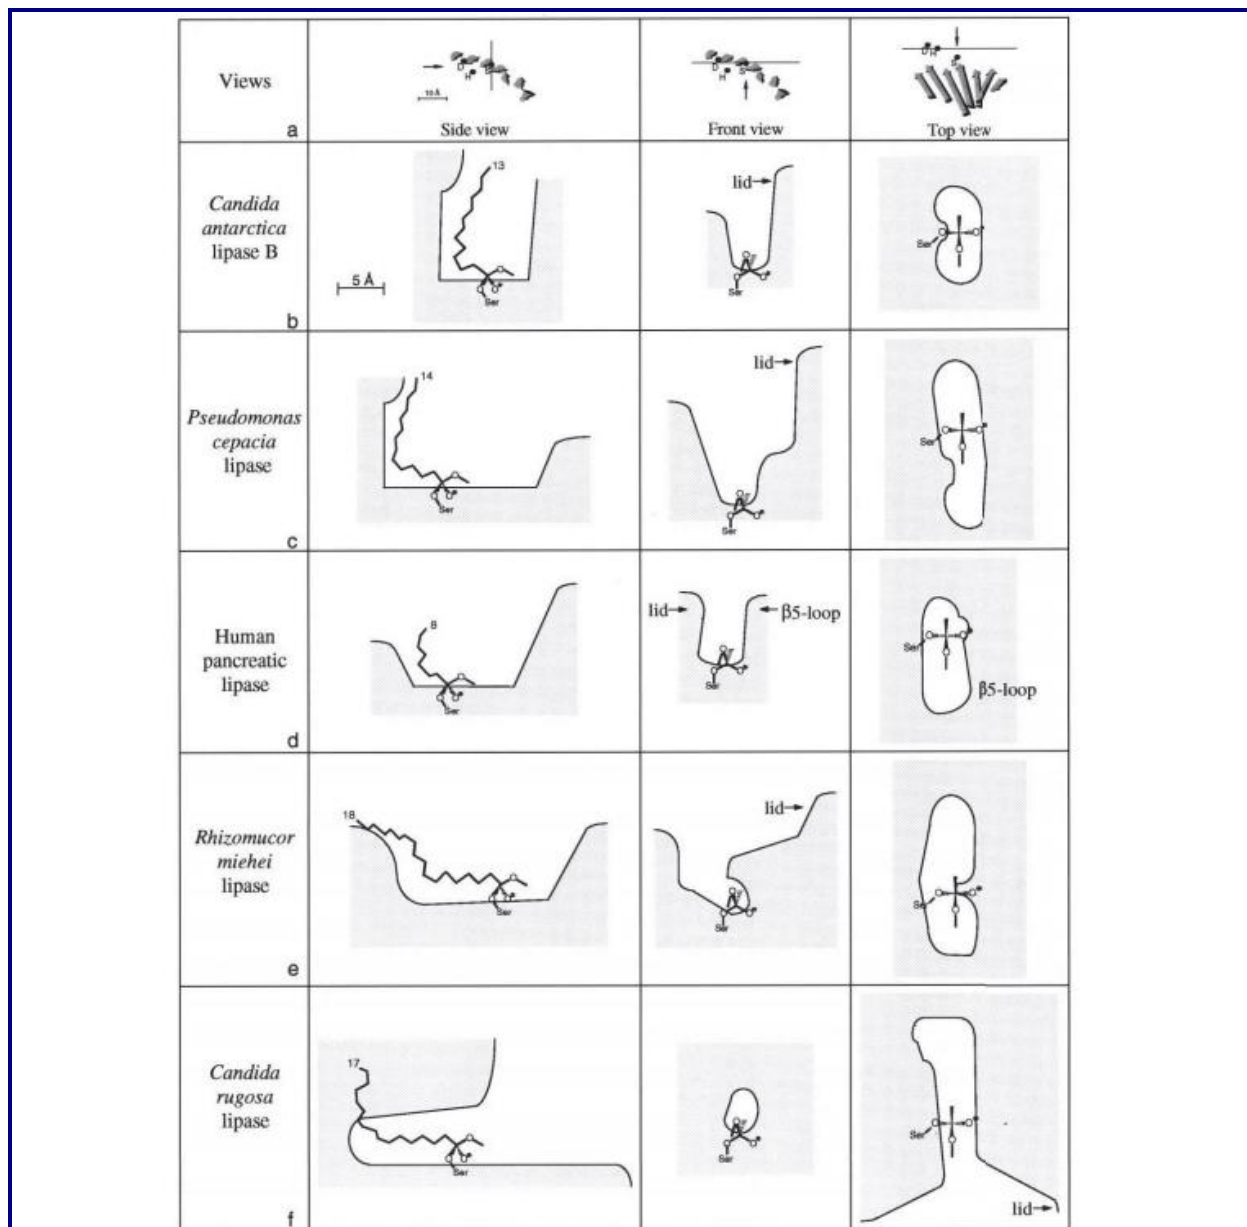 Views
a
D
H
S
10 Å
Side view
D
H
S
Front view
D
H
S
Top view
Candida
antarctica
lipase B
b
5 Å
13
Ser
lid
Ser
Ser
Pseudomonas
cepacia
lipase
c
14
Ser
lid
Ser
Ser
Human
pancreatic
lipase
d
8
Ser
lid
β5-loop
Ser
Ser
β5-loop
Rhizomucor
miehei
lipase
e
18
Ser
lid
Ser
Ser
Candida
rugosa
lipase
f
17
Ser
Ser
Ser
lid